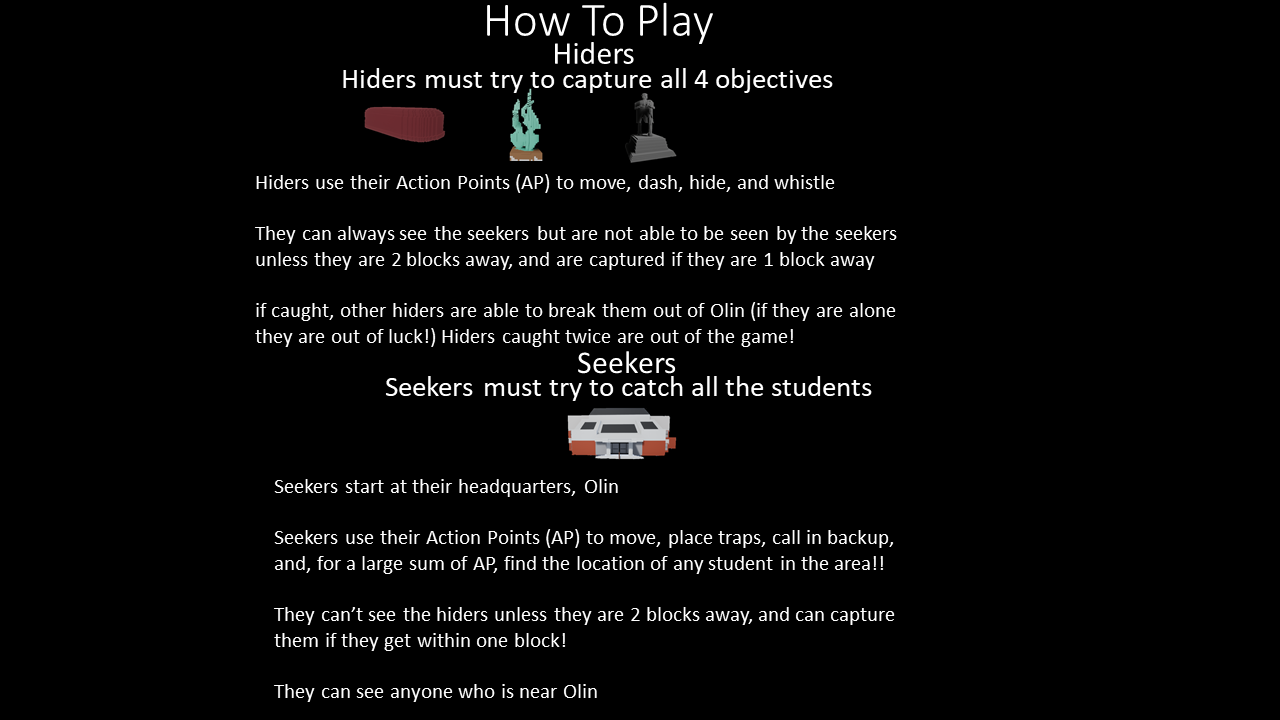 How To Play
Hiders
Hiders must try to capture all 4 objectives
Hiders use their Action Points (AP) to move, dash, hide, and whistle
They can always see the seekers but are not able to be seen by the seekers
unless they are 2 blocks away, and are captured if they are 1 block away
if caught, other hiders are able to break them out of Olin (if they are alone
they are out of luck!) Hiders caught twice are out of the game!
Seekers
Seekers must try to catch all the students
Seekers start at their headquarters, Olin
Seekers use their Action Points (AP) to move, place traps, call in backup,
and, for a large sum of AP, find the location of any student in the area!!
They can’t see the hiders unless they are 2 blocks away, and can capture
them if they get within one block!
They can see anyone who is near Olin